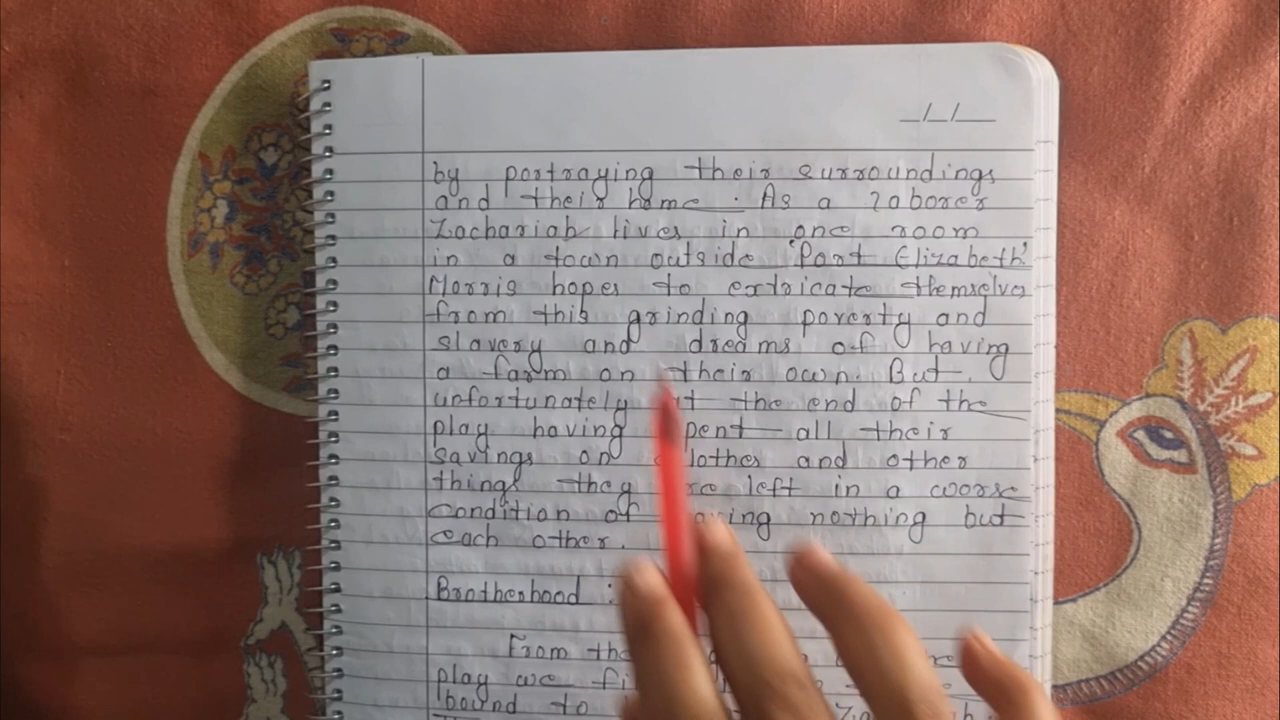 _/_/__
by portraying their surroundings
and their home. As a laborer
Zachariah lives in one room
in a town outside 'Port Elizabeth'
Morris hopes to extricate themselves
from this grinding poverty and
slavery and dreams of having
a farm on their own. But,
unfortunately at the end of the
play having spent all their
savings on clothes and other
things they are left in a worse
condition of having nothing but
each other.
Brotherhood :
From the
play we
bound to